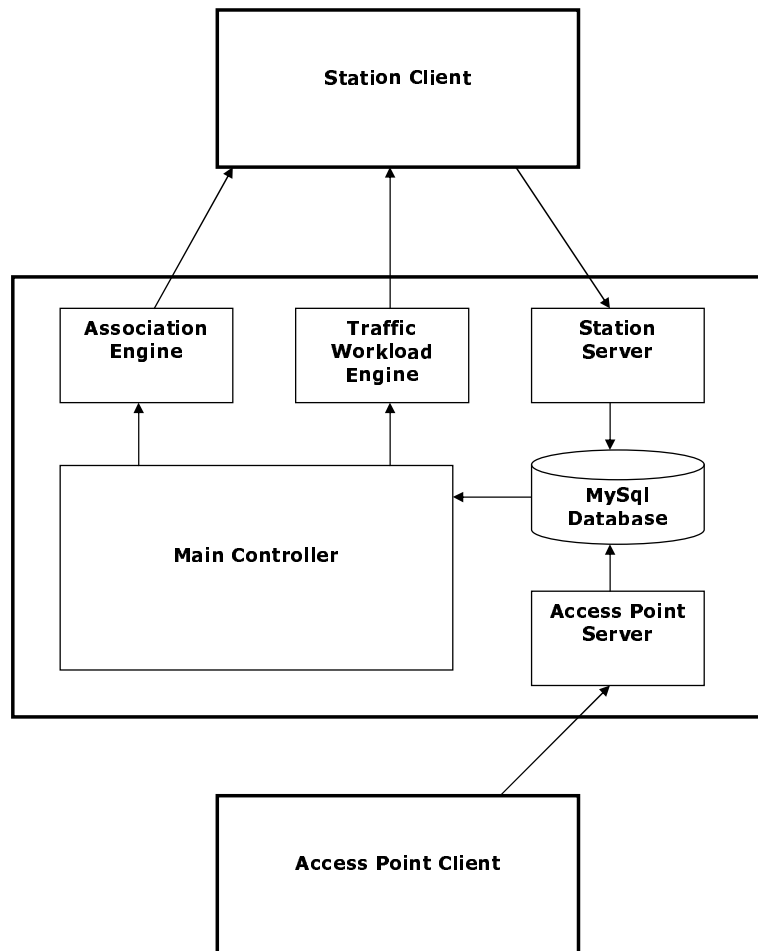 Station Client
Association
Engine
Traffic
Workload
Engine
Station
Server
MySql
Database
Main Controller
Access Point
Server
Access Point Client